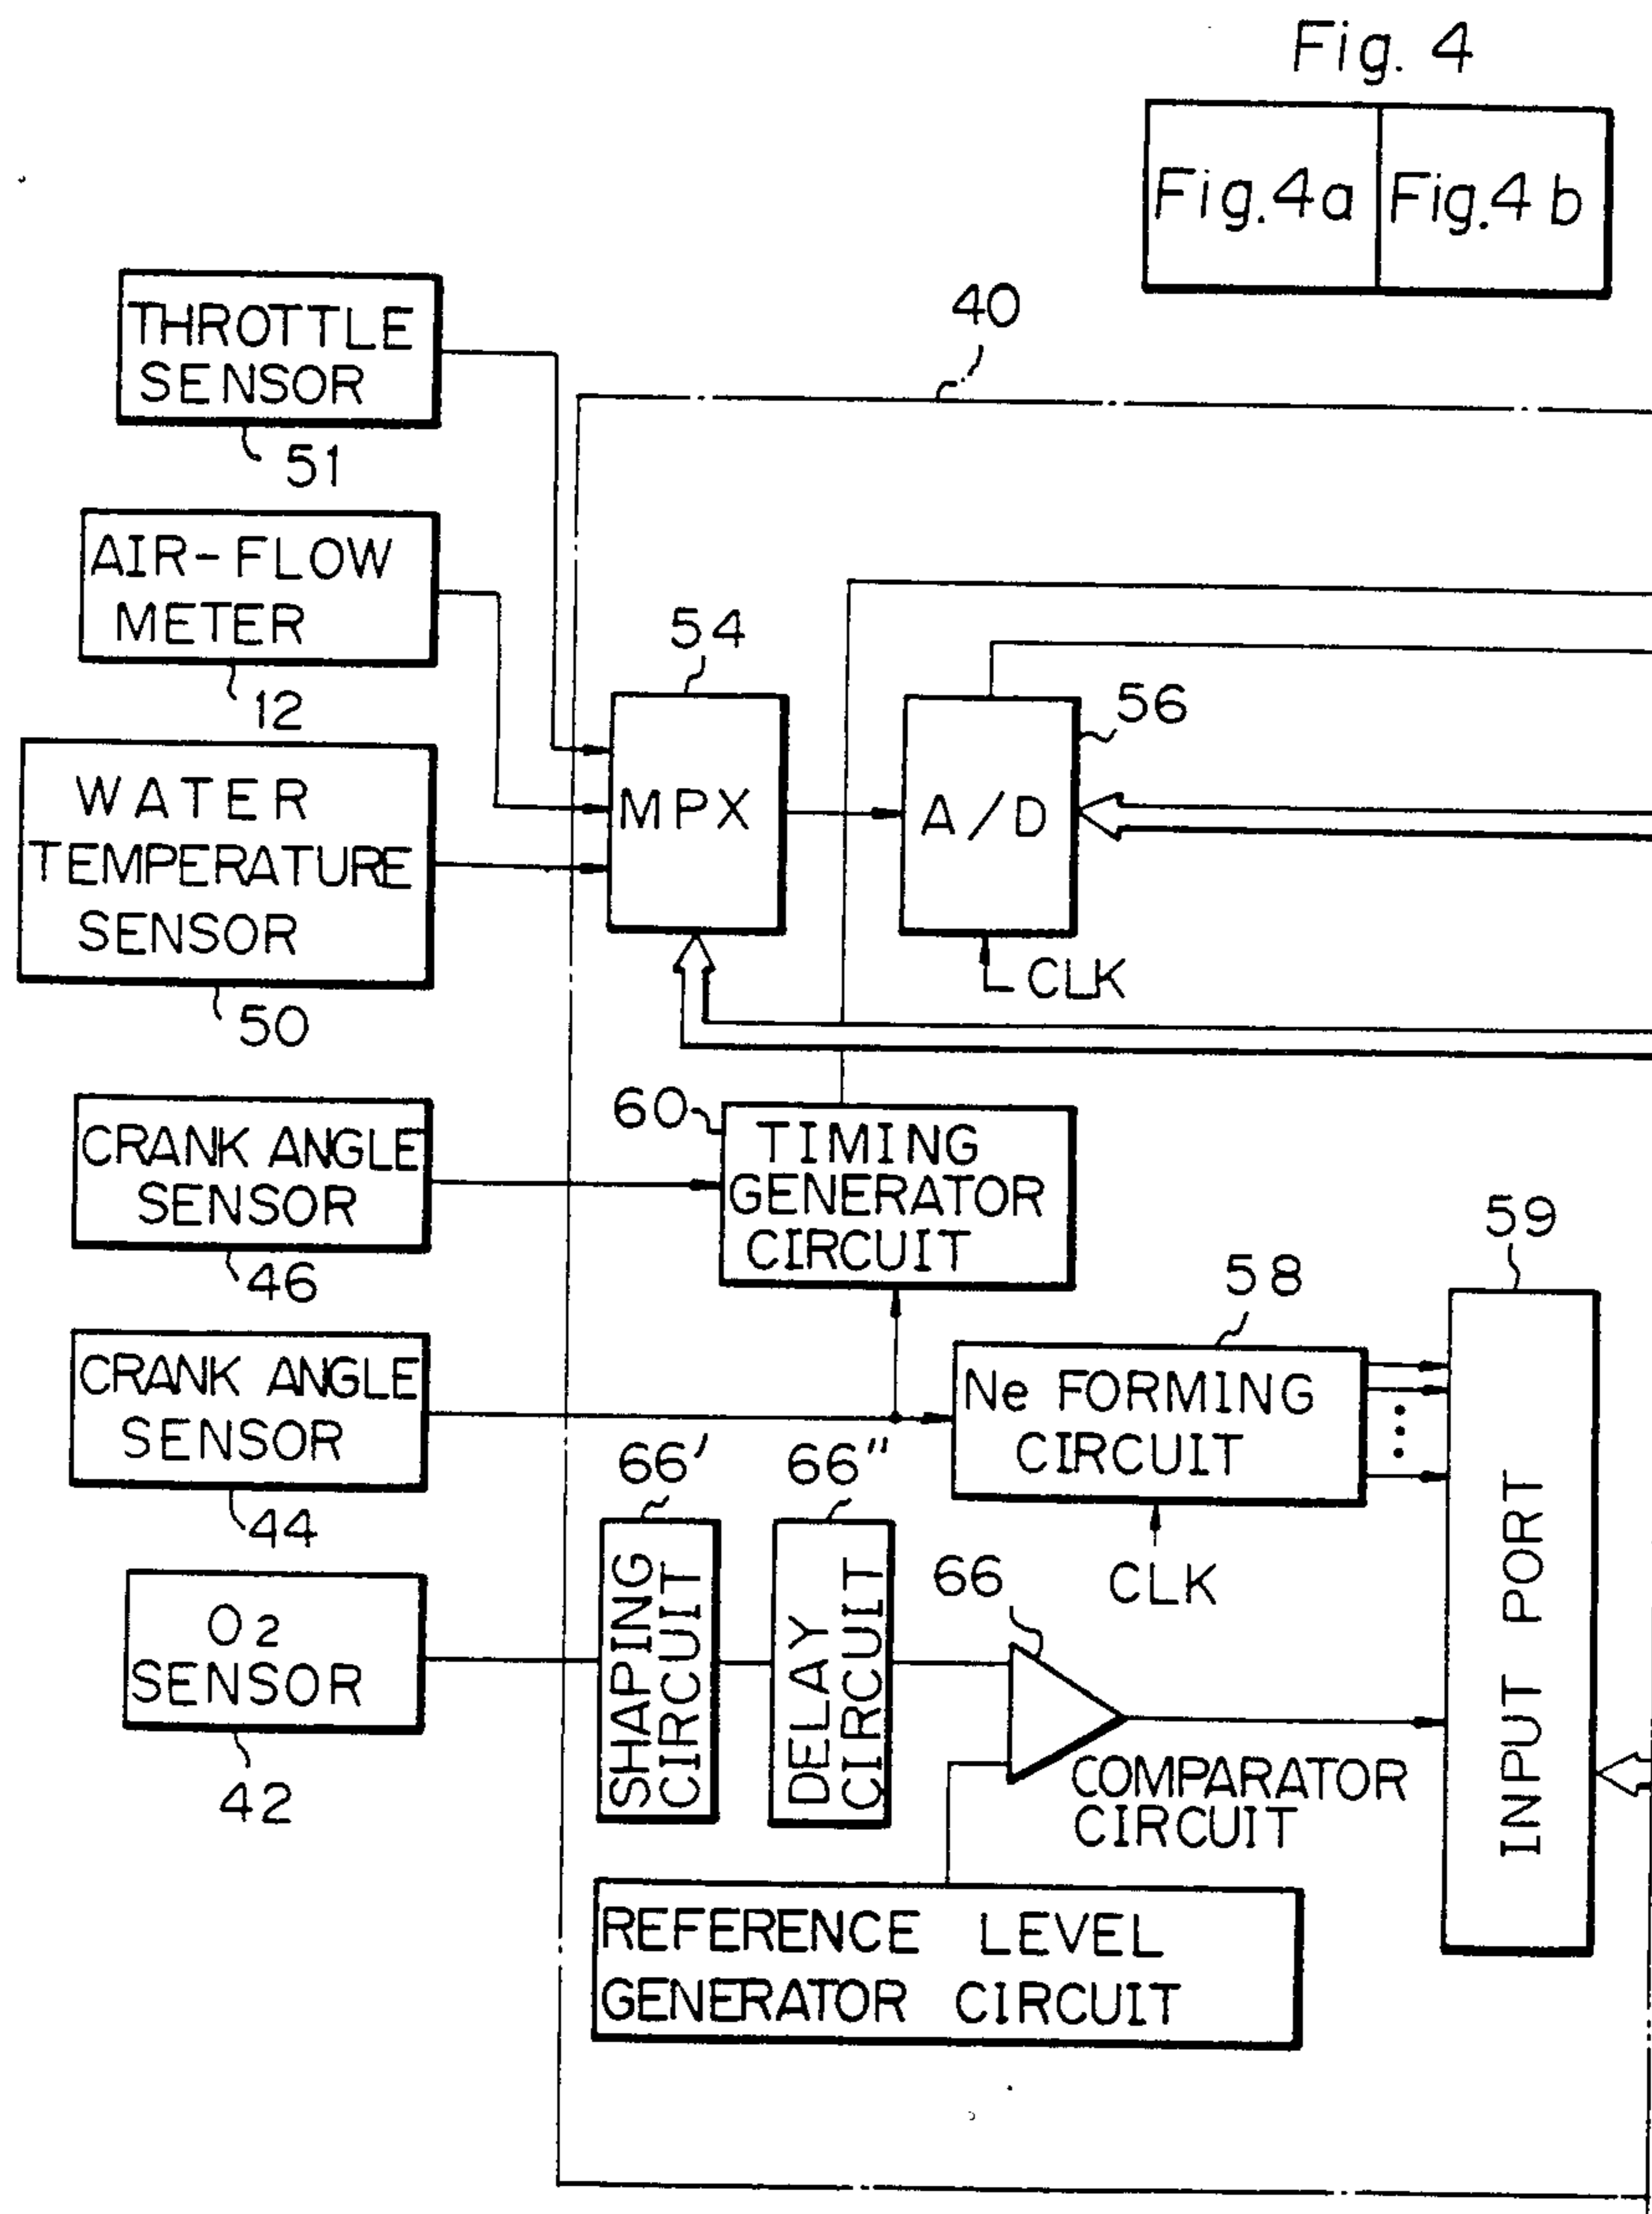 Fig. 4
Fig. 4a
Fig. 4b
40
THROTTLE
SENSOR
51
AIR-FLOW
METER
12
WATER
TEMPERATURE
SENSOR
50
54
MPX
56
A/D
CLK
CRANK ANGLE
SENSOR
46
60
TIMING
GENERATOR
CIRCUIT
CRANK ANGLE
SENSOR
44
58
Ne FORMING
CIRCUIT
CLK
59
INPUT PORT
O2
SENSOR
42
66'
SHAPING
CIRCUIT
66''
DELAY
CIRCUIT
66
COMPARATOR
CIRCUIT
REFERENCE LEVEL
GENERATOR CIRCUIT